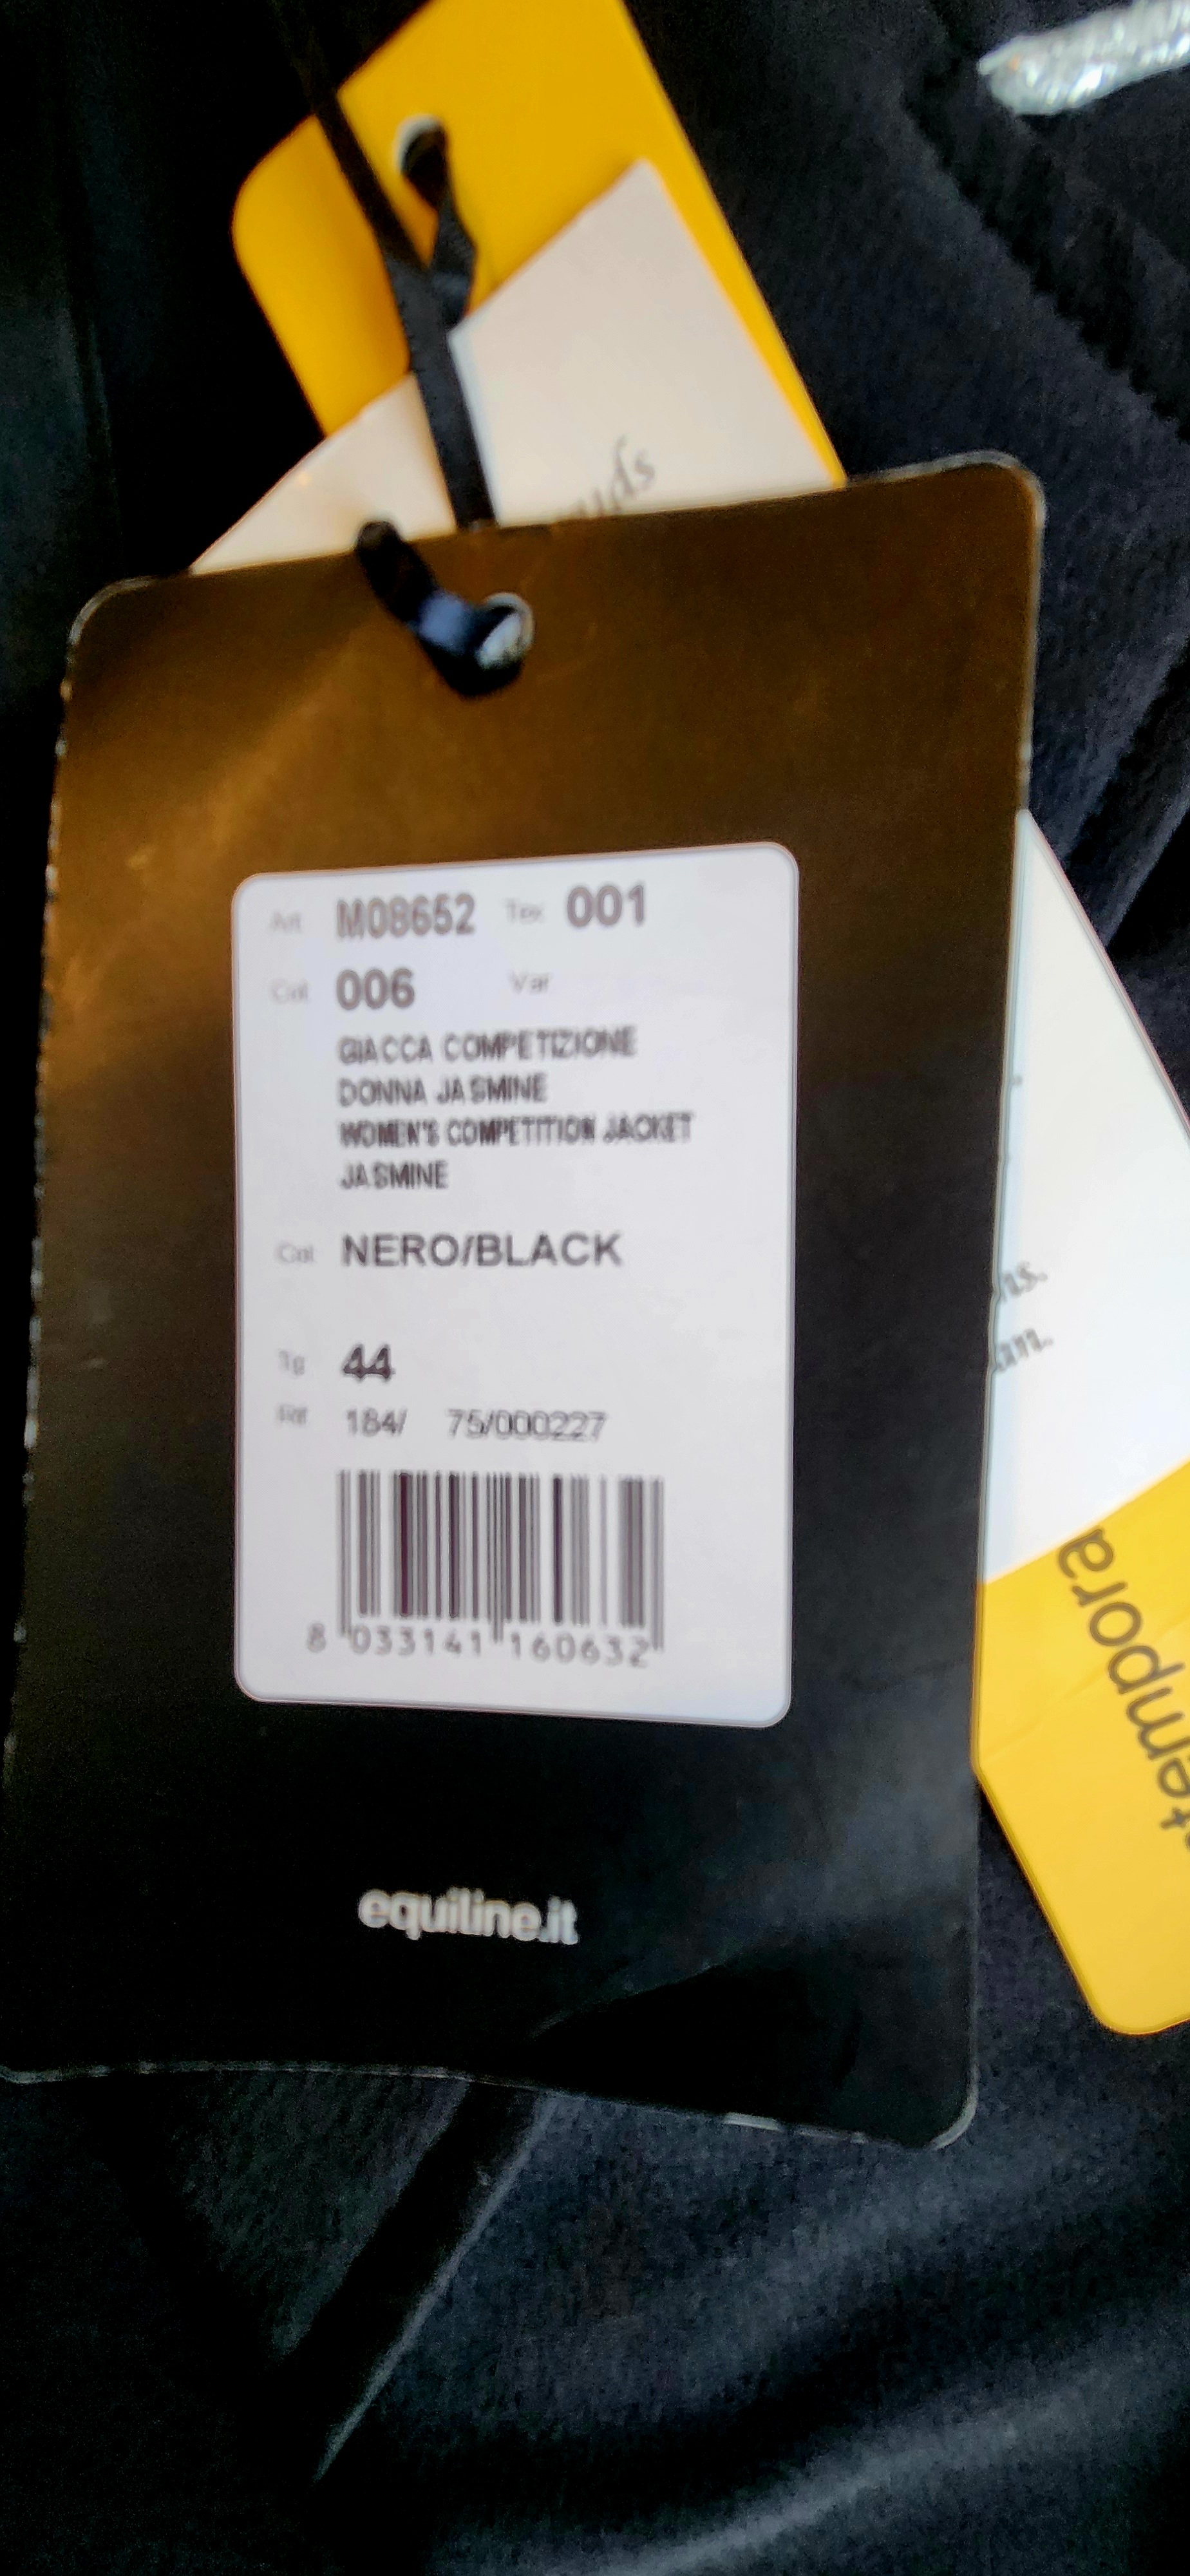 Art M08652 Tex 001
Col 006 Var
GIACCA COMPETIZIONE
DONNA JASMINE
WOMEN'S COMPETITION JACKET
JASMINE
Col NERO/BLACK
Tg 44
Rif 184/ 75/000227
8 033141 160632
equiline.it
tempora